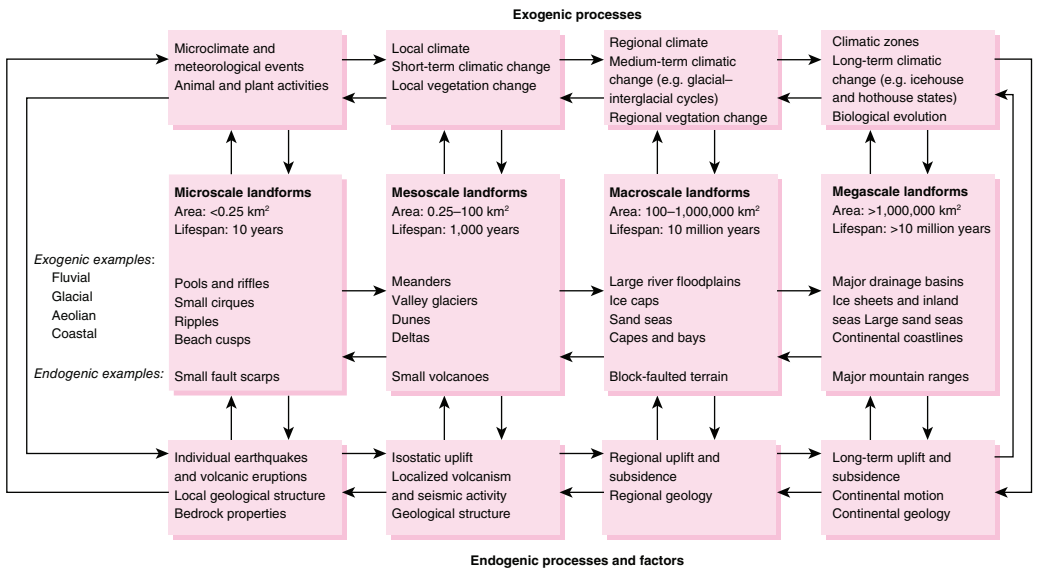 Exogenic processes
Microclimate and
meteorological events
Animal and plant activities
Local climate
Short-term climatic change
Local vegetation change
Regional climate
Medium-term climatic
change (e.g. glacial–
interglacial cycles)
Regional vegtation change
Climatic zones
Long-term climatic
change (e.g. icehouse
and hothouse states)
Biological evolution
Exogenic examples:
Fluvial
Glacial
Aeolian
Coastal
Endogenic examples:
Microscale landforms
Area: <0.25 km²
Lifespan: 10 years
Pools and riffles
Small cirques
Ripples
Beach cusps
Small fault scarps
Mesoscale landforms
Area: 0.25–100 km²
Lifespan: 1,000 years
Meanders
Valley glaciers
Dunes
Deltas
Small volcanoes
Macroscale landforms
Area: 100–1,000,000 km²
Lifespan: 10 million years
Large river floodplains
Ice caps
Sand seas
Capes and bays
Block-faulted terrain
Megascale landforms
Area: >1,000,000 km²
Lifespan: >10 million years
Major drainage basins
Ice sheets and inland
seas Large sand seas
Continental coastlines
Major mountain ranges
Individual earthquakes
and volcanic eruptions
Local geological structure
Bedrock properties
Isostatic uplift
Localized volcanism
and seismic activity
Geological structure
Regional uplift and
subsidence
Regional geology
Long-term uplift and
subsidence
Continental motion
Continental geology
Endogenic processes and factors